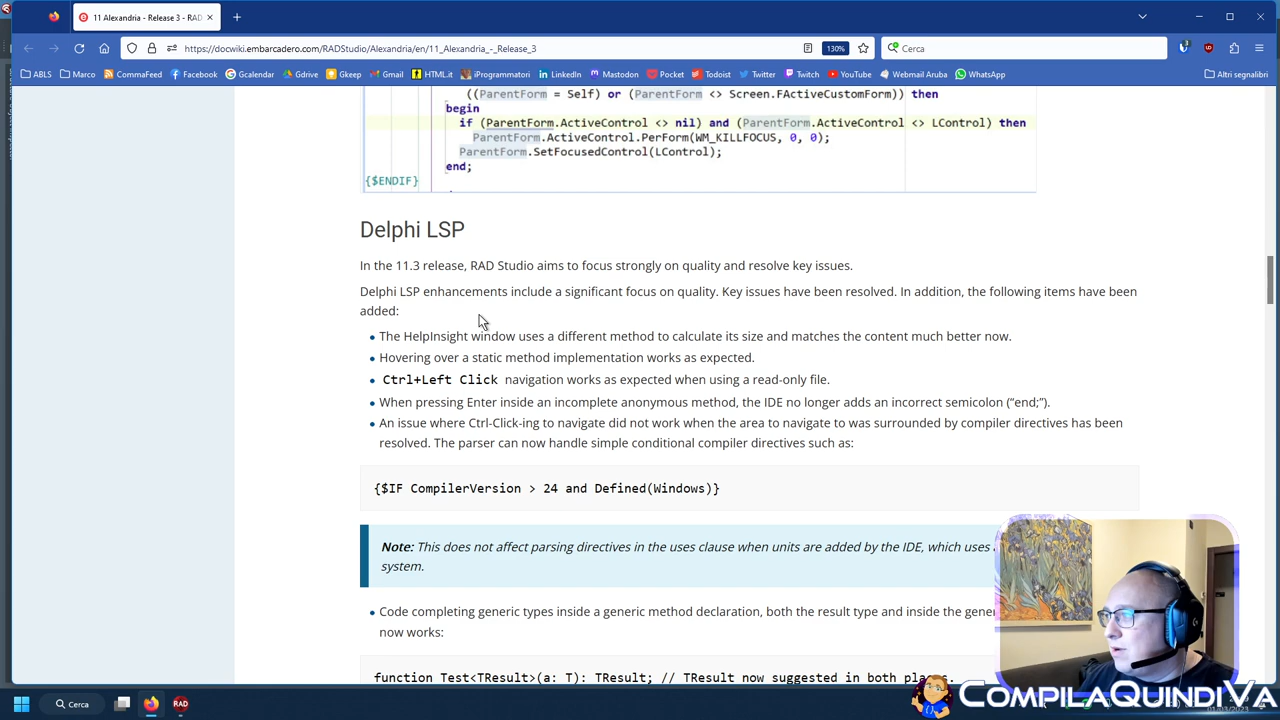 11 Alexandria - Release 3 - RAD
https://docwiki.embarcadero.com/RADStudio/Alexandria/en/11_Alexandria_-_Release_3
130%
Cerca
ABLS Marco CommaFeed Facebook Gcalendar Gdrive Gkeep Gmail HTML.it iProgrammatori LinkedIn Mastodon Pocket Todoist Twitter Twitch YouTube Webmail Aruba WhatsApp Altri segnalibri
((ParentForm = Self) or (ParentForm <> Screen.FActiveCustomForm)) then
begin
if (ParentForm.ActiveControl <> nil) and (ParentForm.ActiveControl <> LControl) then
ParentForm.ActiveControl.PerForm(WM_KILLFOCUS, 0, 0);
ParentForm.SetFocusedControl(LControl);
end;
{$ENDIF}
Delphi LSP
In the 11.3 release, RAD Studio aims to focus strongly on quality and resolve key issues.
Delphi LSP enhancements include a significant focus on quality. Key issues have been resolved. In addition, the following items have been
added:
• The HelpInsight window uses a different method to calculate its size and matches the content much better now.
• Hovering over a static method implementation works as expected.
• Ctrl+Left Click navigation works as expected when using a read-only file.
• When pressing Enter inside an incomplete anonymous method, the IDE no longer adds an incorrect semicolon (“end;”).
• An issue where Ctrl-Click-ing to navigate did not work when the area to navigate to was surrounded by compiler directives has been
resolved. The parser can now handle simple conditional compiler directives such as:
{$IF CompilerVersion > 24 and Defined(Windows)}
Note: This does not affect parsing directives in the uses clause when units are added by the IDE, which uses
system.
• Code completing generic types inside a generic method declaration, both the result type and inside the gene
now works:
function Test<TResult>(a: T): TResult; // TResult now suggested in both places.
Cerca
RAD
COMPILAQUINDIVA